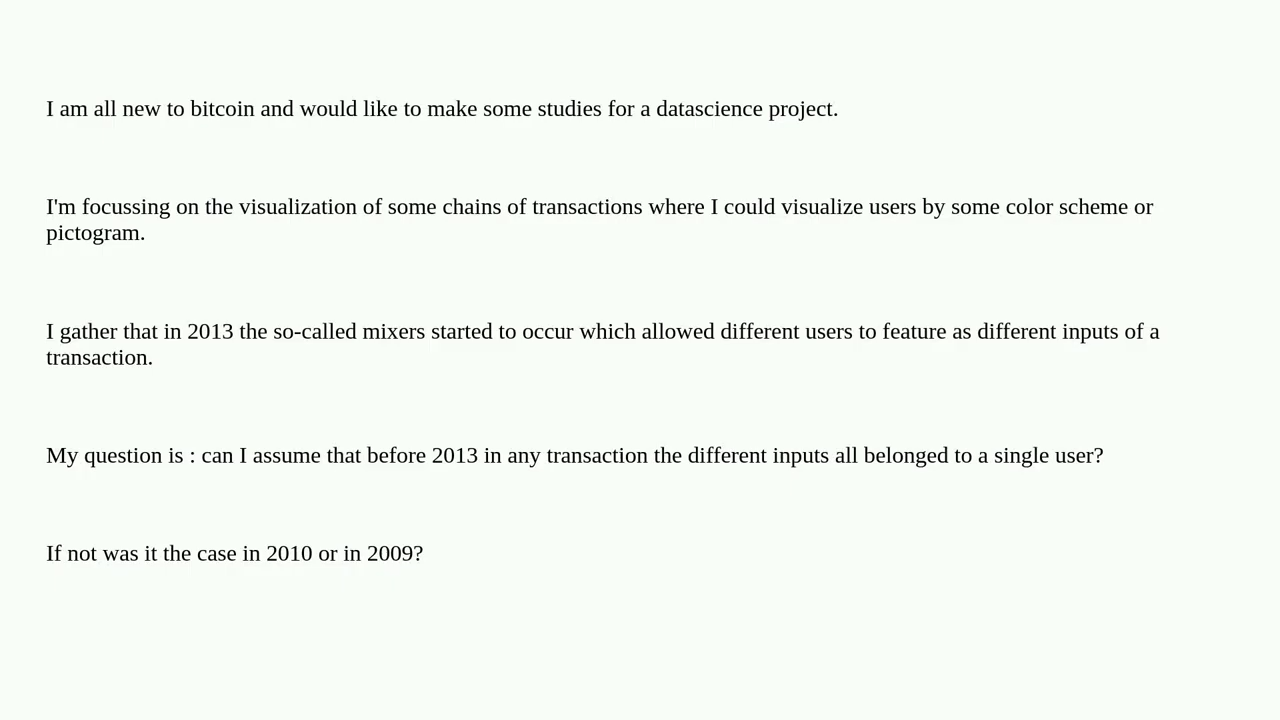 I am all new to bitcoin and would like to make some studies for a datascience project.
I'm focussing on the visualization of some chains of transactions where I could visualize users by some color scheme or
pictogram.
I gather that in 2013 the so-called mixers started to occur which allowed different users to feature as different inputs of a
transaction.
My question is : can I assume that before 2013 in any transaction the different inputs all belonged to a single user?
If not was it the case in 2010 or in 2009?